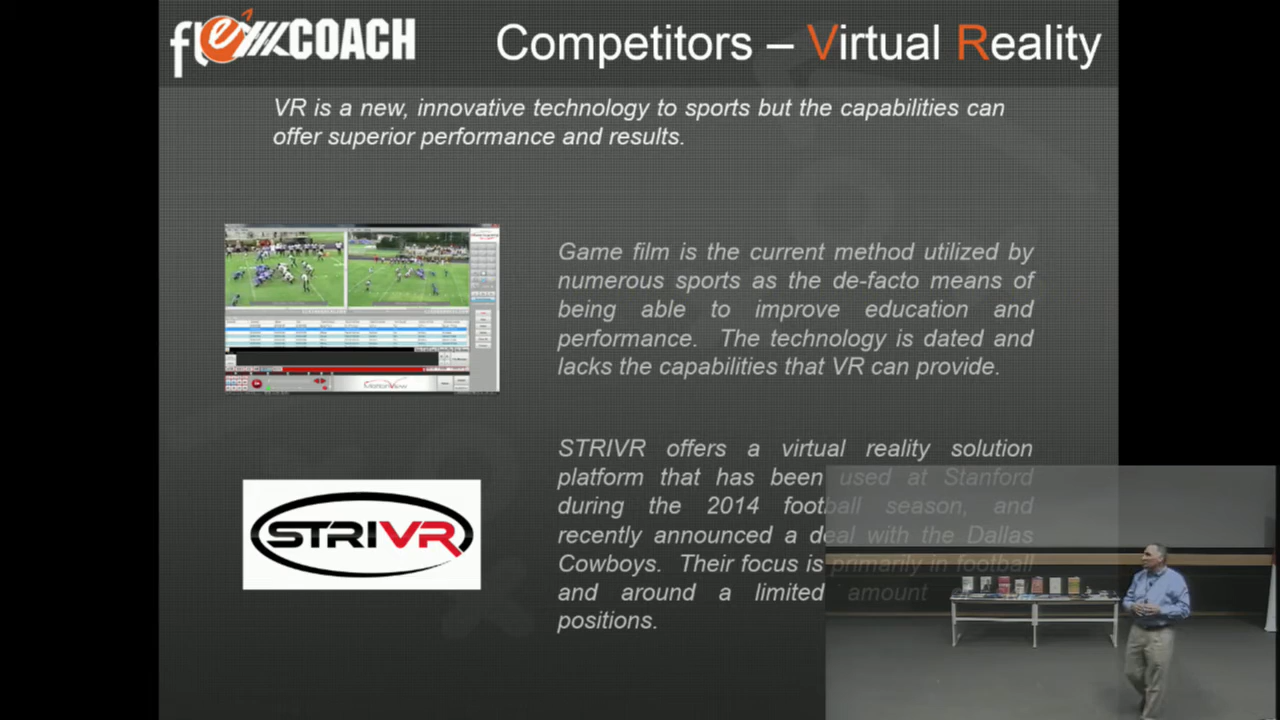 COACH
Competitors – Virtual Reality
VR is a new, innovative technology to sports but the capabilities can
offer superior performance and results.
Game film is the current method utilized by
numerous sports as the de-facto means of
being able to improve education and
performance. The technology is dated and
lacks the capabilities that VR can provide.
STRIVR offers a virtual reality solution
platform that has been used at Stanford
during the 2014 football season, and
recently announced a deal with the Dallas
Cowboys. Their focus is primarily in football
and around a limited amount
positions.
STRIVR